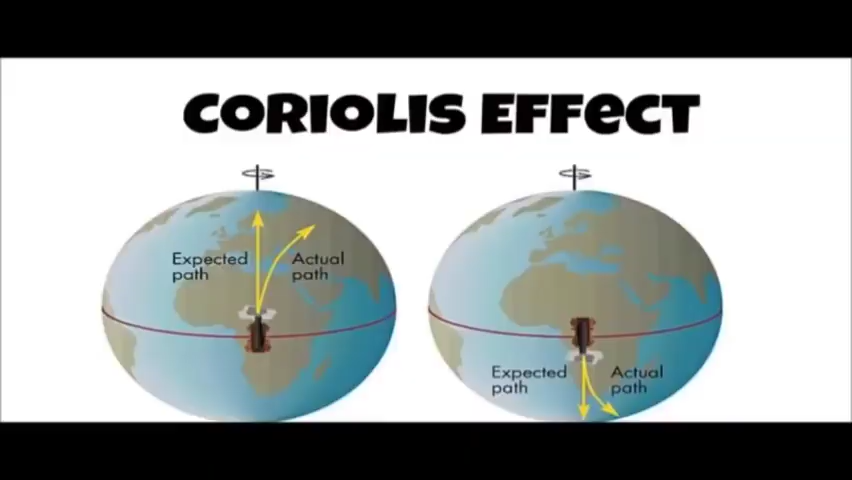 CORIOLIS EFFECT
Expected
path
Actual
path
Expected
path
Actual
path